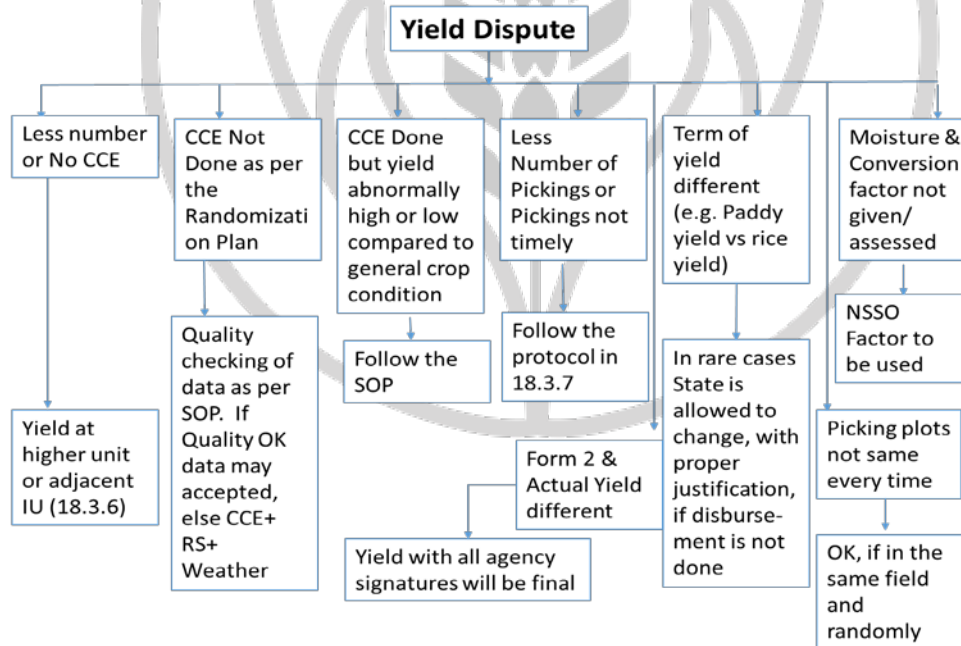 Yield Dispute
Less number
or No CCE
CCE Not
Done as per
the
Randomizati
on Plan
CCE Done
but yield
abnormally
high or low
compared to
general crop
condition
Less
Number of
Pickings or
Pickings not
timely
Term of
yield
different
(e.g. Paddy
yield vs rice
yield)
Moisture &
Conversion
factor not
given/
assessed
Yield at
higher unit
or adjacent
IU (18.3.6)
Quality
checking of
data as per
SOP. If
Quality OK
data may
accepted,
else CCE+
RS+
Weather
Follow the
SOP
Follow the
protocol in
18.3.7
Form 2 &
Actual Yield
different
Yield with all agency
signatures will be final
In rare cases
State is
allowed to
change, with
proper
justification,
if disburse-
ment is not
done
NSSO
Factor to
be used
Picking plots
not same
every time
OK, if in the
same field
and
randomly